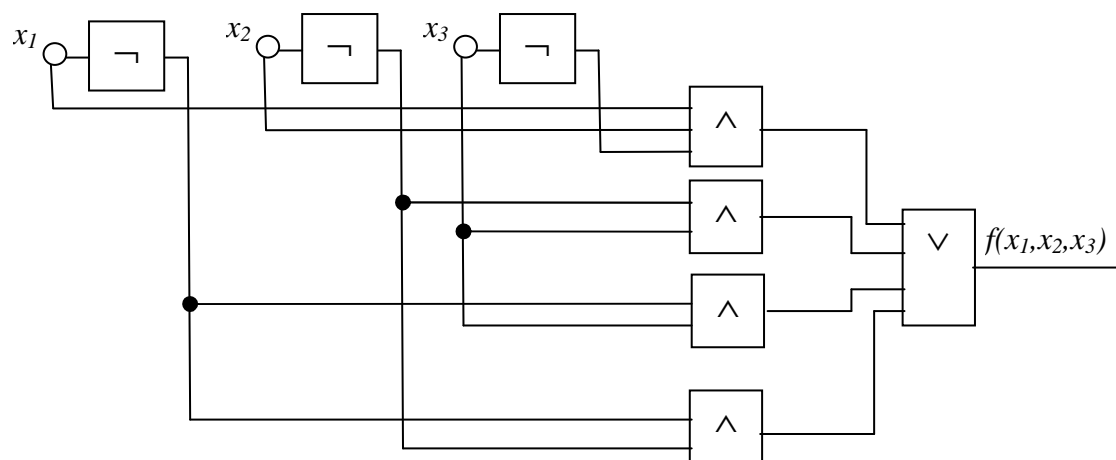 x1 ¬ x2 ¬ x3 ¬
∧
∧
∨ f(x1,x2,x3)
∧
∧